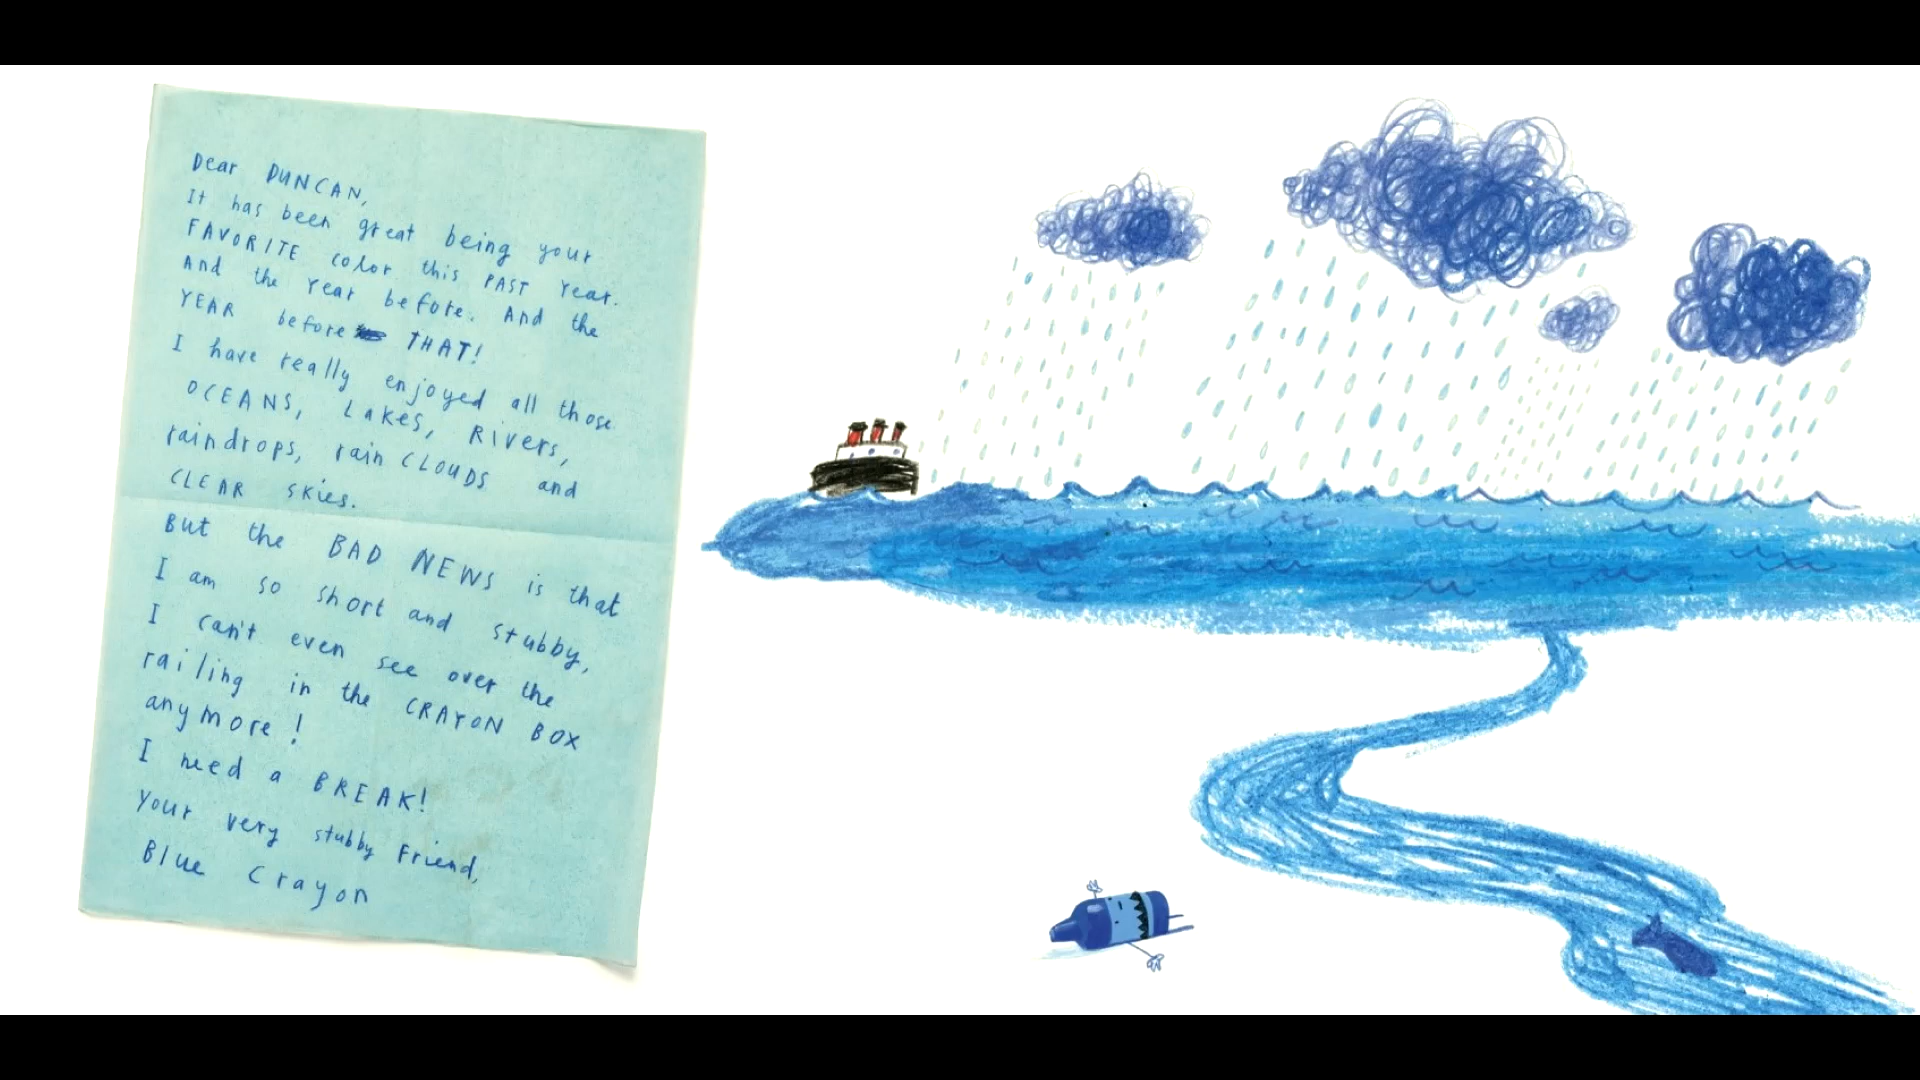 Dear DUNCAN,
It has been great being your
FAVORITE color this PAST Year.
And the Year before. And the
YEAR before THAT!
I have really enjoyed all those
OCEANS, Lakes, Rivers,
raindrops, rain CLOUDS and
CLEAR skies.
But the BAD NEWS is that
I am so short and stubby,
I can't even see over the
railing in the CRAYON BOX
anymore!
I need a BREAK!
Your very stubby Friend,
Blue Crayon